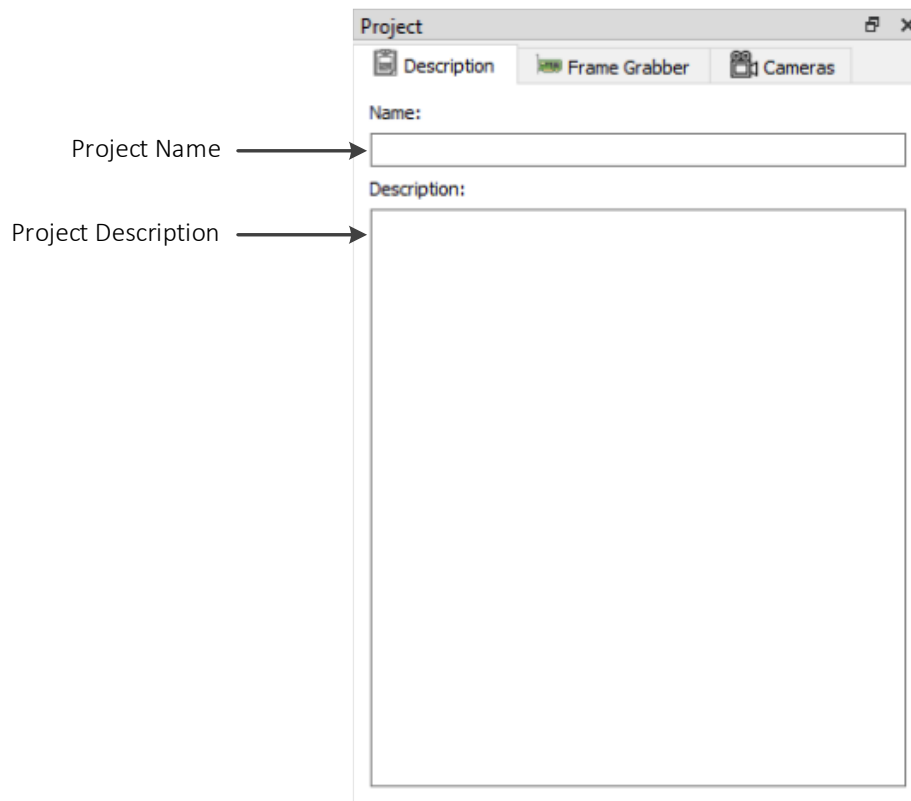 Project
Description Frame Grabber Cameras
Name:
Project Name
Description:
Project Description